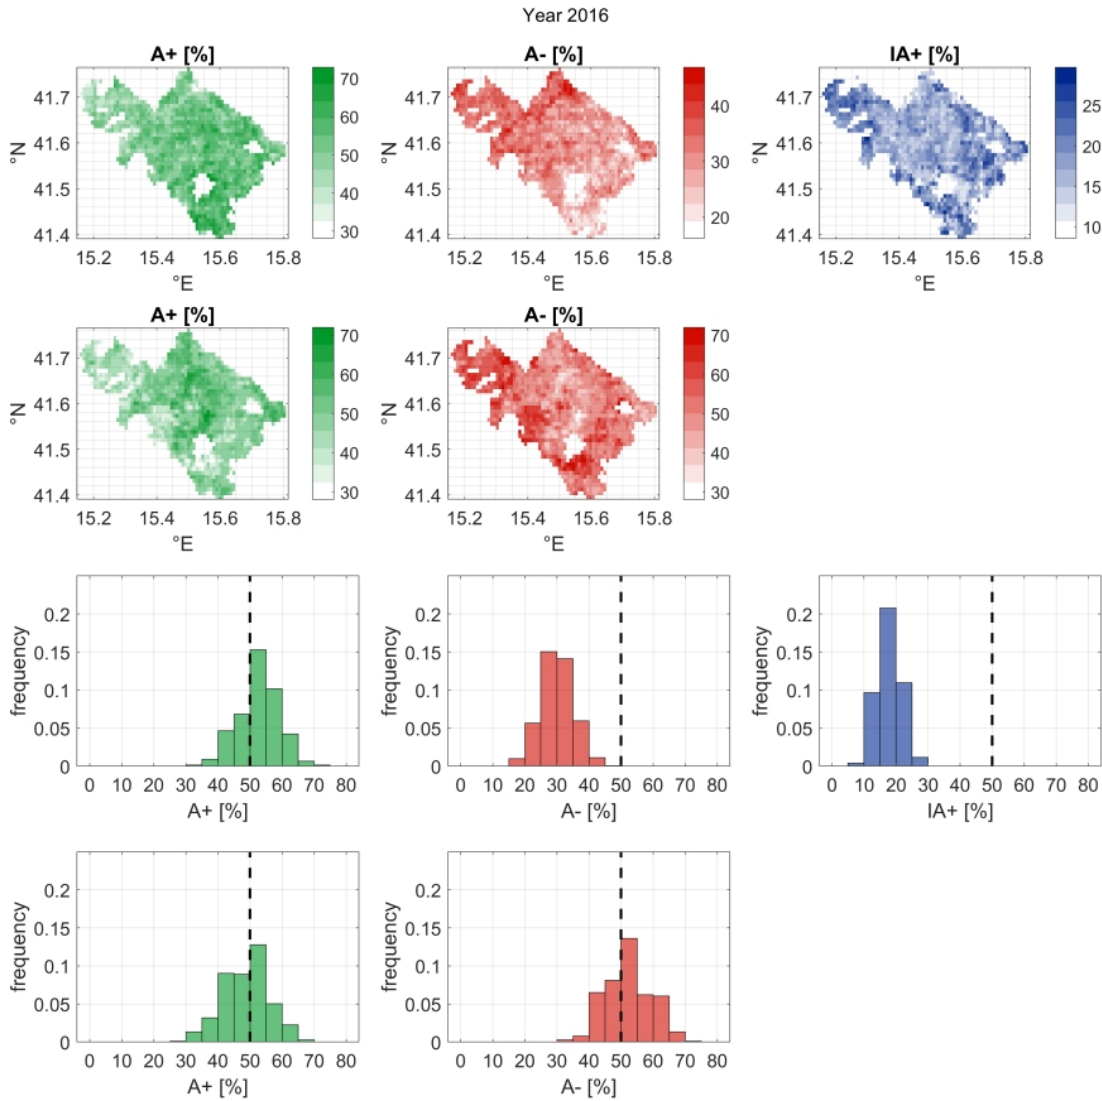 Year 2016
A+ [%]
A- [%]
IA+ [%]
41.7
41.6
41.5
41.4
°N
15.2 15.4 15.6 15.8
°E
70
60
50
40
30
41.7
41.6
41.5
41.4
°N
15.2 15.4 15.6 15.8
°E
40
30
20
41.7
41.6
41.5
41.4
°N
15.2 15.4 15.6 15.8
°E
25
20
15
10
A+ [%]
A- [%]
41.7
41.6
41.5
41.4
°N
15.2 15.4 15.6 15.8
°E
70
60
50
40
30
41.7
41.6
41.5
41.4
°N
15.2 15.4 15.6 15.8
°E
70
60
50
40
30
0.2
0.15
0.1
0.05
0
frequency
0 10 20 30 40 50 60 70 80
A+ [%]
0.2
0.15
0.1
0.05
0
frequency
0 10 20 30 40 50 60 70 80
A- [%]
0.2
0.15
0.1
0.05
0
frequency
0 10 20 30 40 50 60 70 80
IA+ [%]
0.2
0.15
0.1
0.05
0
frequency
0 10 20 30 40 50 60 70 80
A+ [%]
0.2
0.15
0.1
0.05
0
frequency
0 10 20 30 40 50 60 70 80
A- [%]